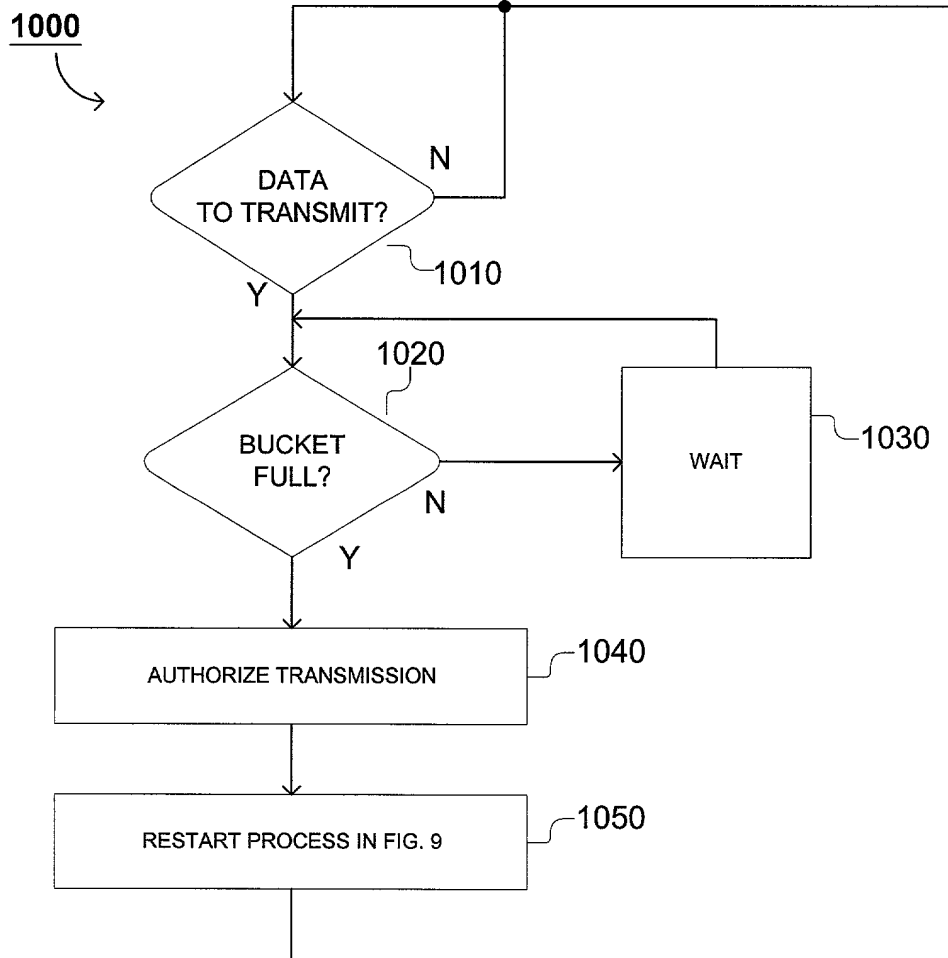 1000
DATA
TO TRANSMIT?
N
1010
Y
1020
BUCKET
FULL?
N
WAIT
1030
Y
AUTHORIZE TRANSMISSION
1040
RESTART PROCESS IN FIG. 9
1050